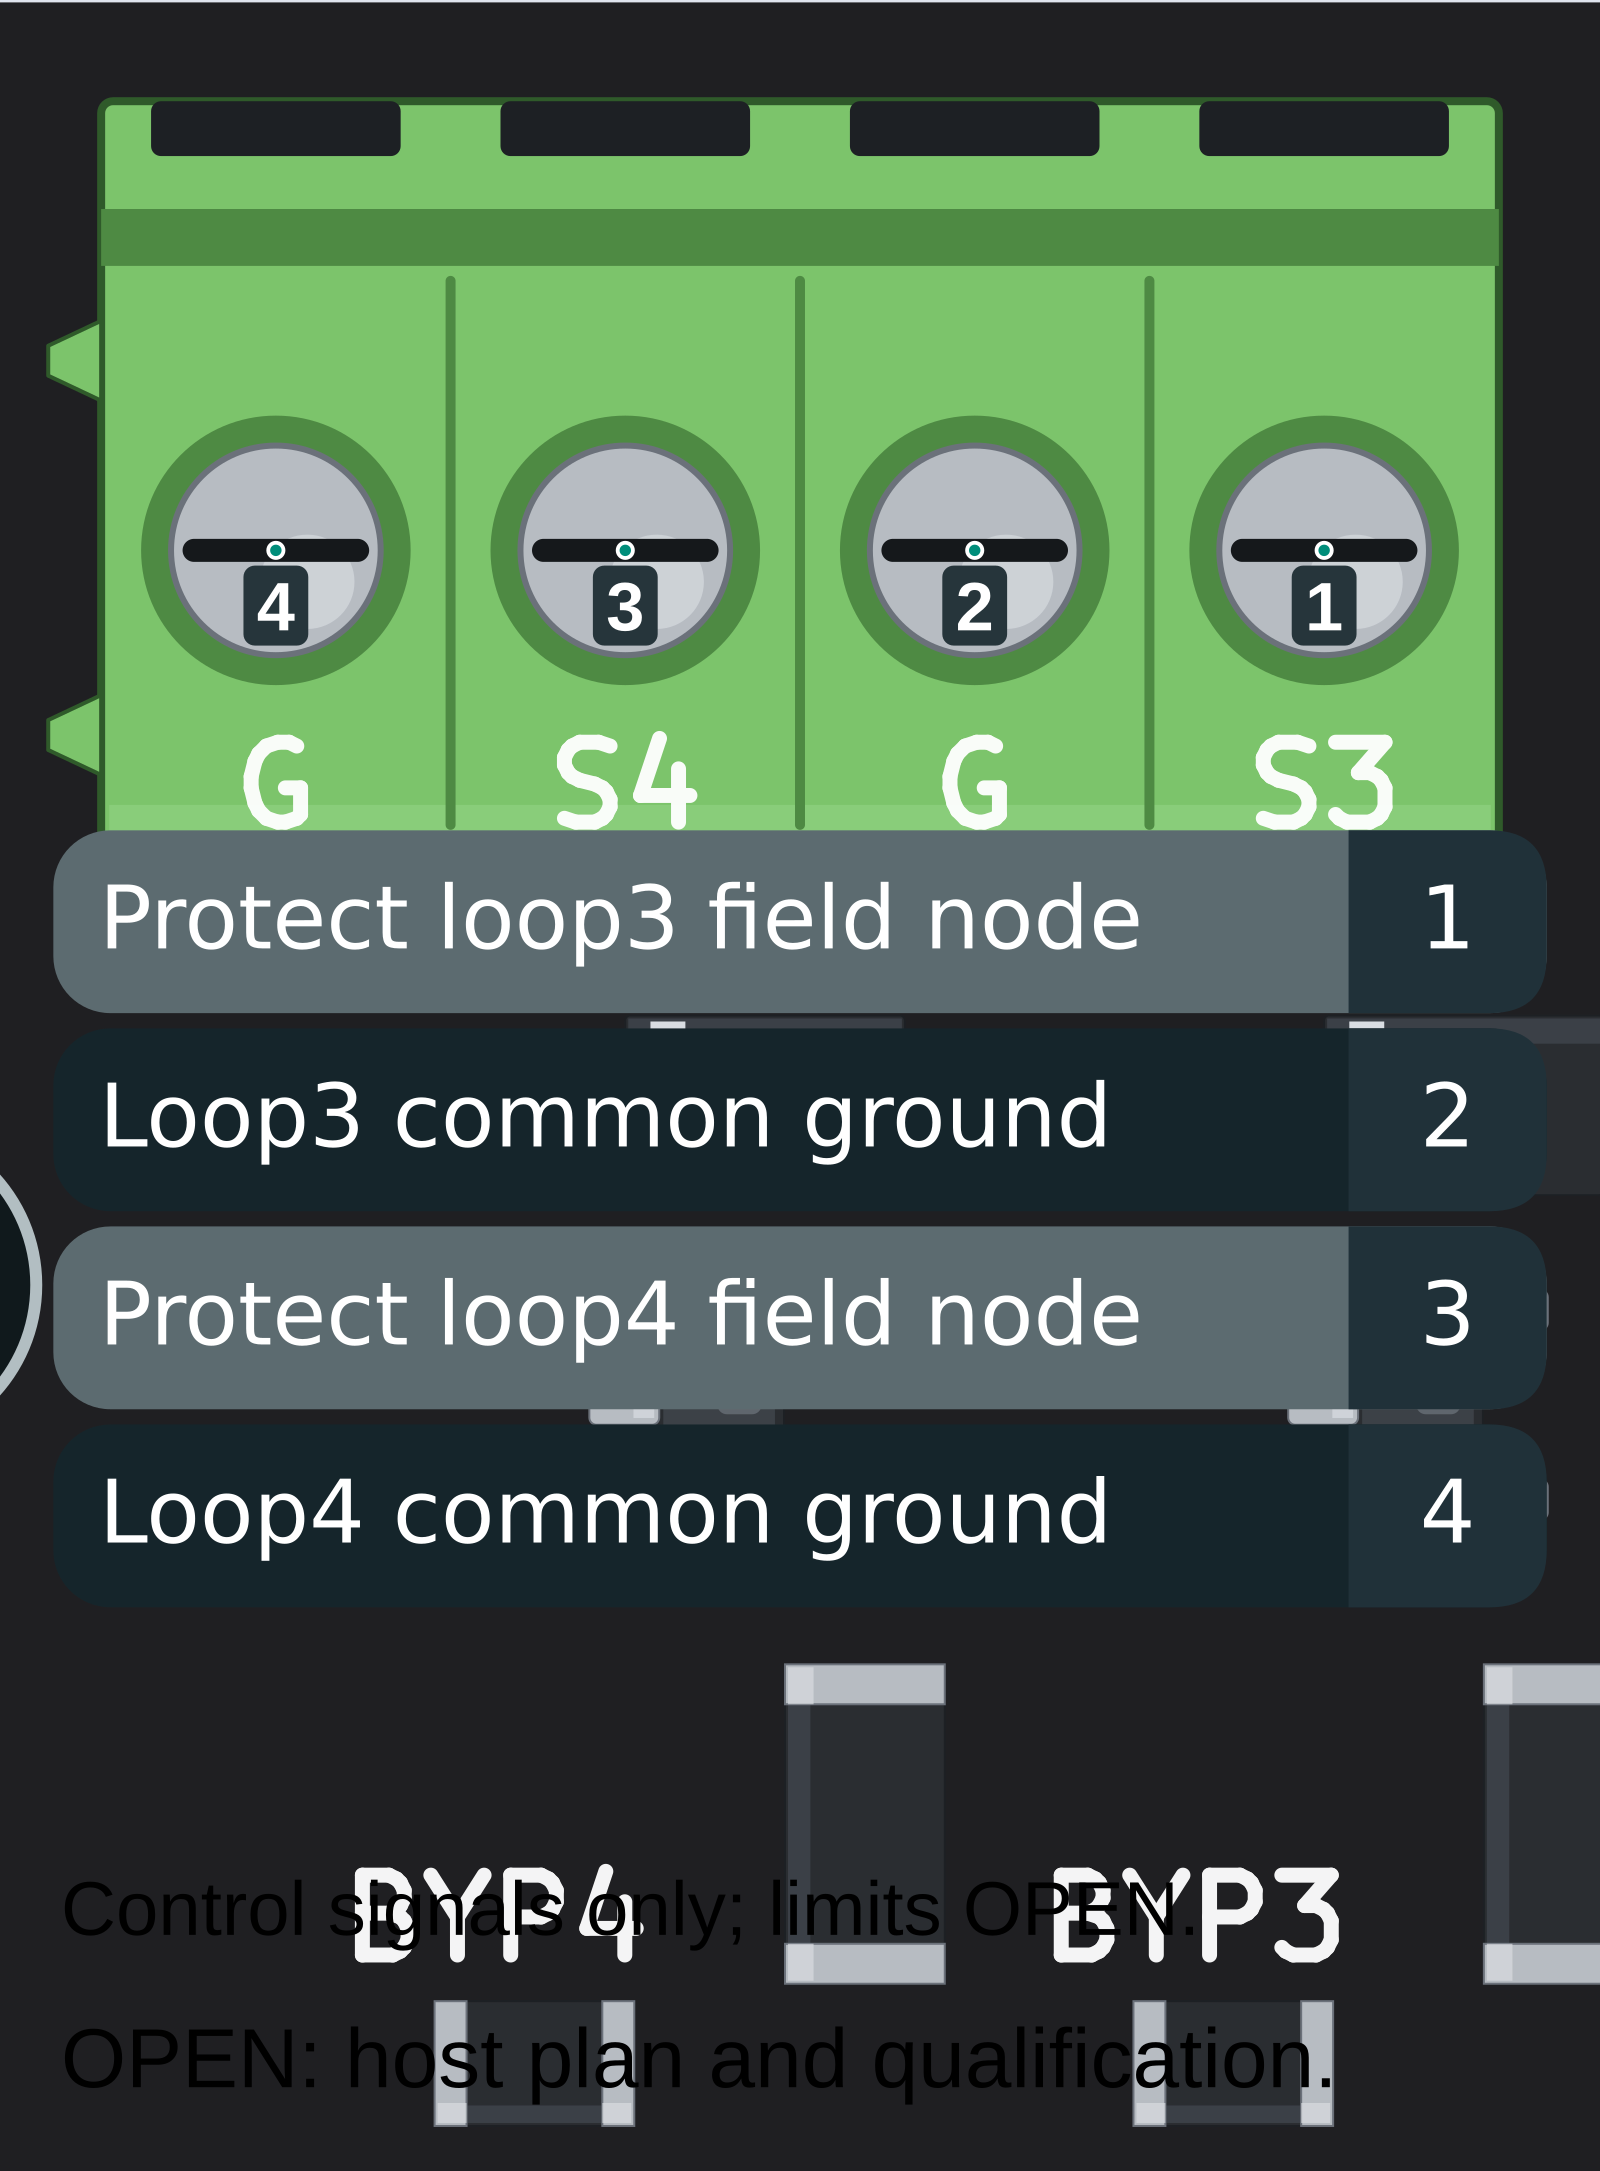 4 3 2 1
G S4 G S3
Protect loop3 field node 1
Loop3 common ground 2
Protect loop4 field node 3
Loop4 common ground 4
BYP4 BYP3
Control signals only; limits OPEN.
OPEN: host plan and qualification.